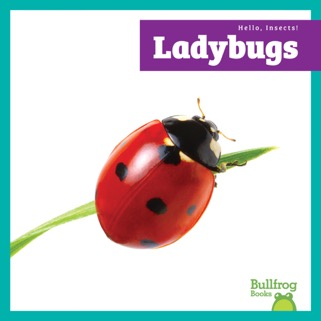 Hello, Insects!
Ladybugs
Bullfrog
Books